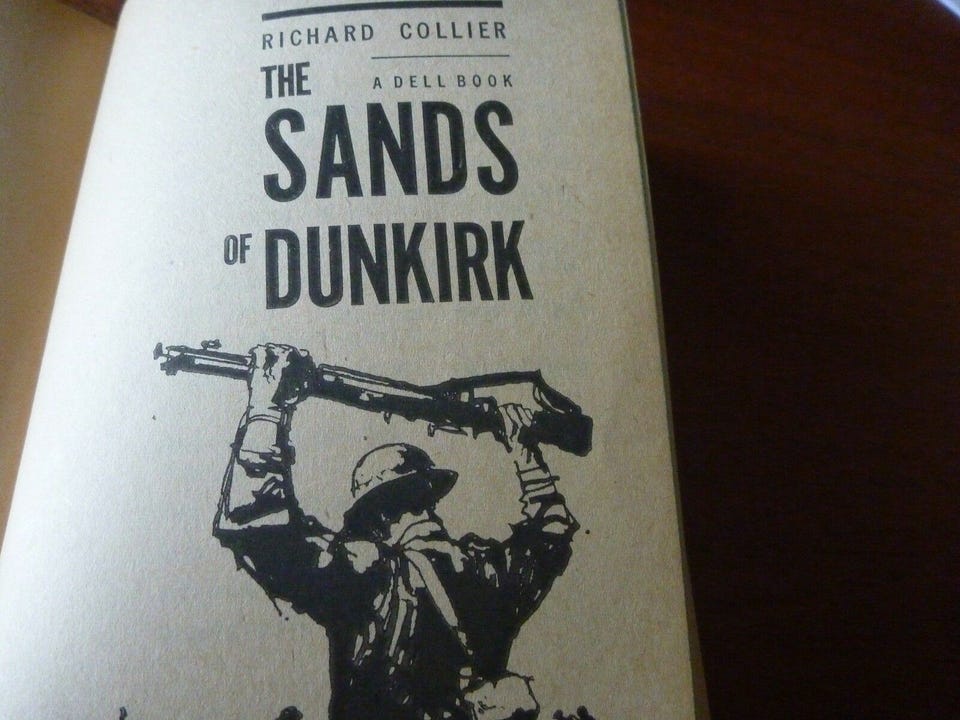 RICHARD COLLIER
A DELL BOOK
THE
SANDS
OF DUNKIRK